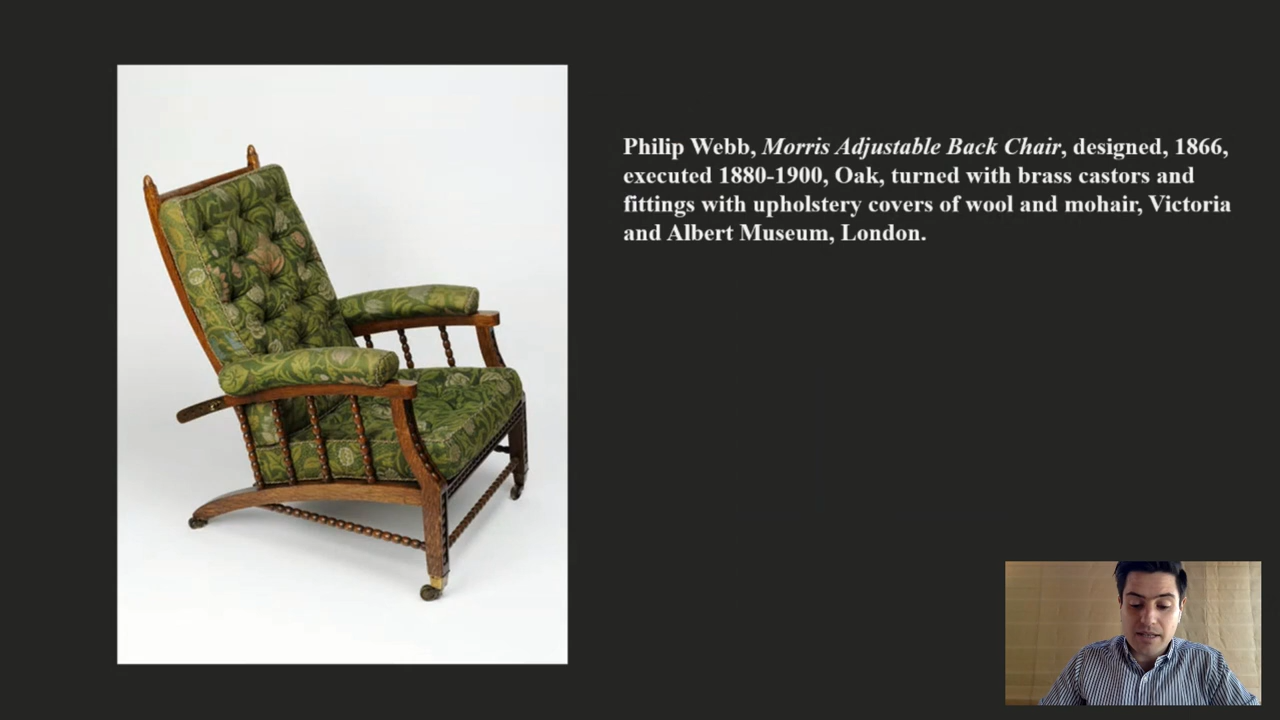 Philip Webb, Morris Adjustable Back Chair, designed, 1866,
executed 1880-1900, Oak, turned with brass castors and
fittings with upholstery covers of wool and mohair, Victoria
and Albert Museum, London.